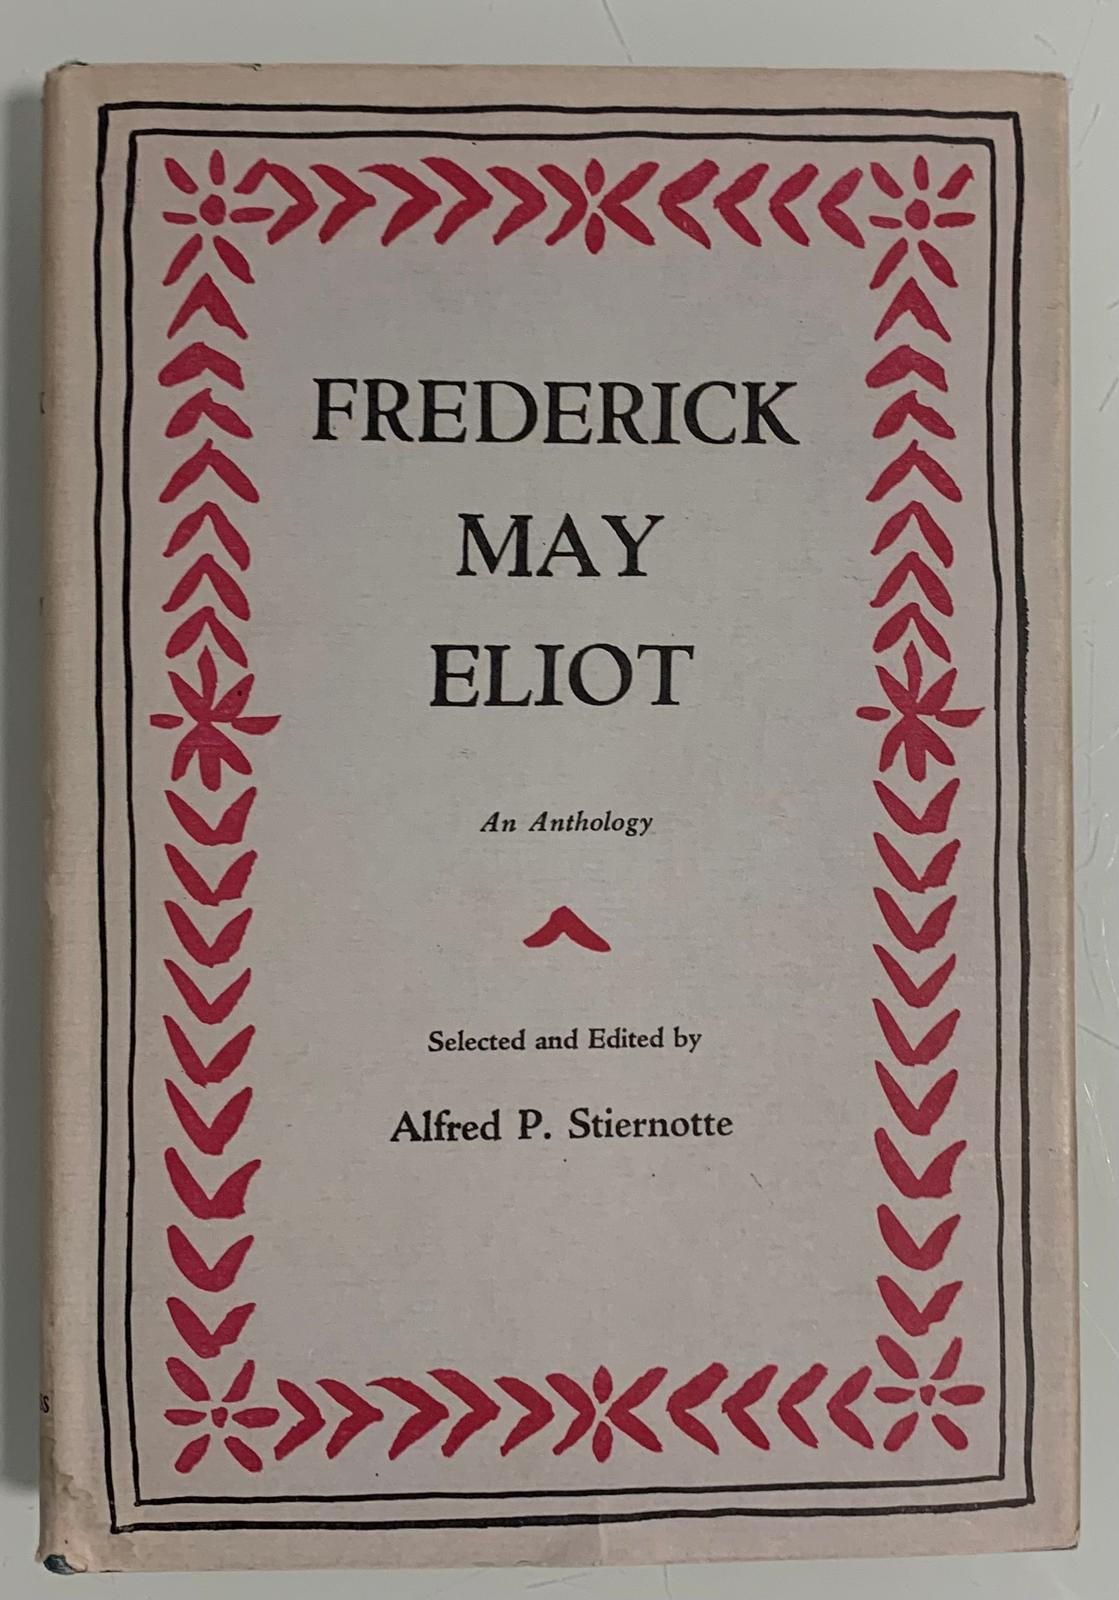 FREDERICK
MAY
ELIOT
An Anthology
Selected and Edited by
Alfred P. Stiernotte